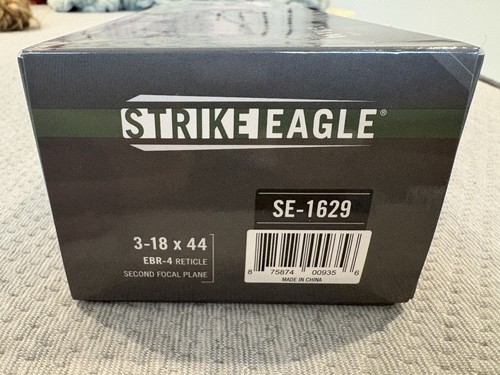 STRIKE EAGLE®
SE-1629
3-18 x 44
EBR-4 RETICLE
SECOND FOCAL PLANE
8 75874 00935 6
MADE IN CHINA